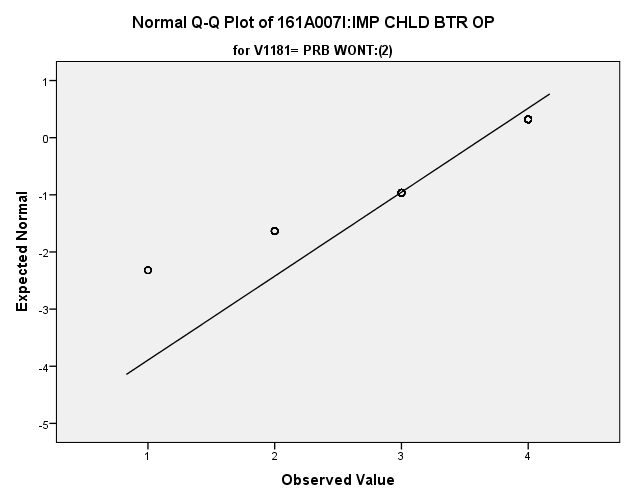 Normal Q-Q Plot of 161A007I:IMP CHLD BTR OP
for V1181= PRB WONT:(2)
1
0
-1
-2
-3
-4
-5
Expected Normal
1 2 3 4
Observed Value